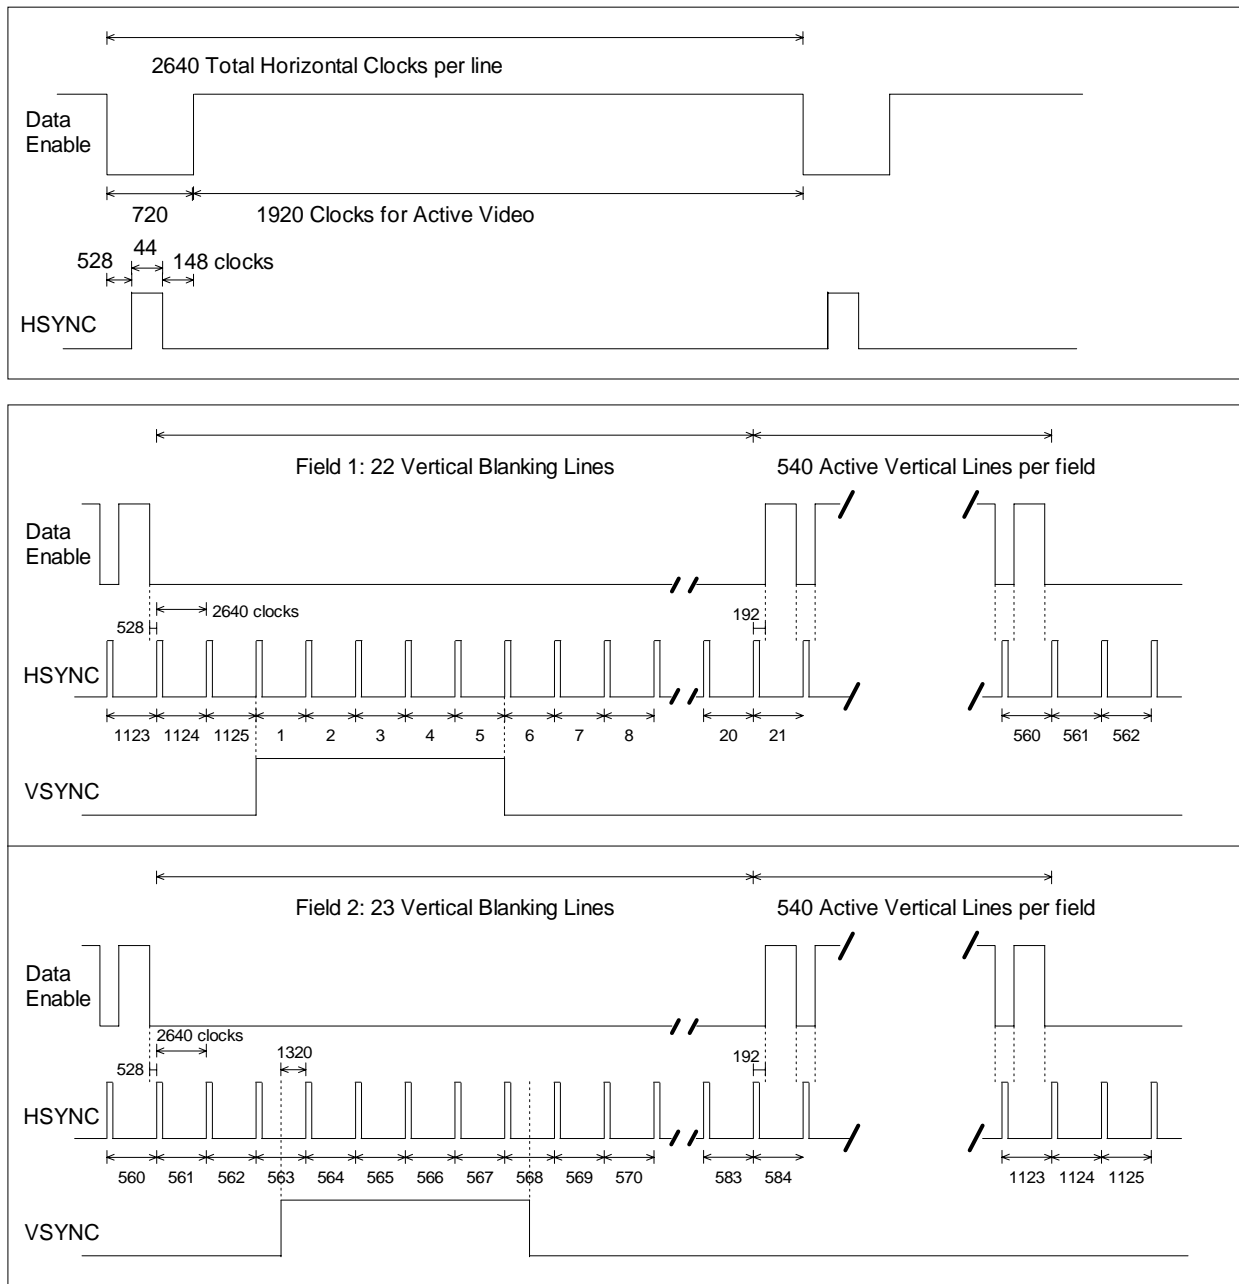 2640 Total Horizontal Clocks per line
Data
Enable
720
1920 Clocks for Active Video
44
528
148 clocks
HSYNC
Field 1: 22 Vertical Blanking Lines
540 Active Vertical Lines per field
Data
Enable
2640 clocks
528
192
HSYNC
1123 1124 1125 1 2 3 4 5 6 7 8 20 21 560 561 562
VSYNC
Field 2: 23 Vertical Blanking Lines
540 Active Vertical Lines per field
Data
Enable
2640 clocks
1320
528
192
HSYNC
560 561 562 563 564 565 566 567 568 569 570 583 584 1123 1124 1125
VSYNC